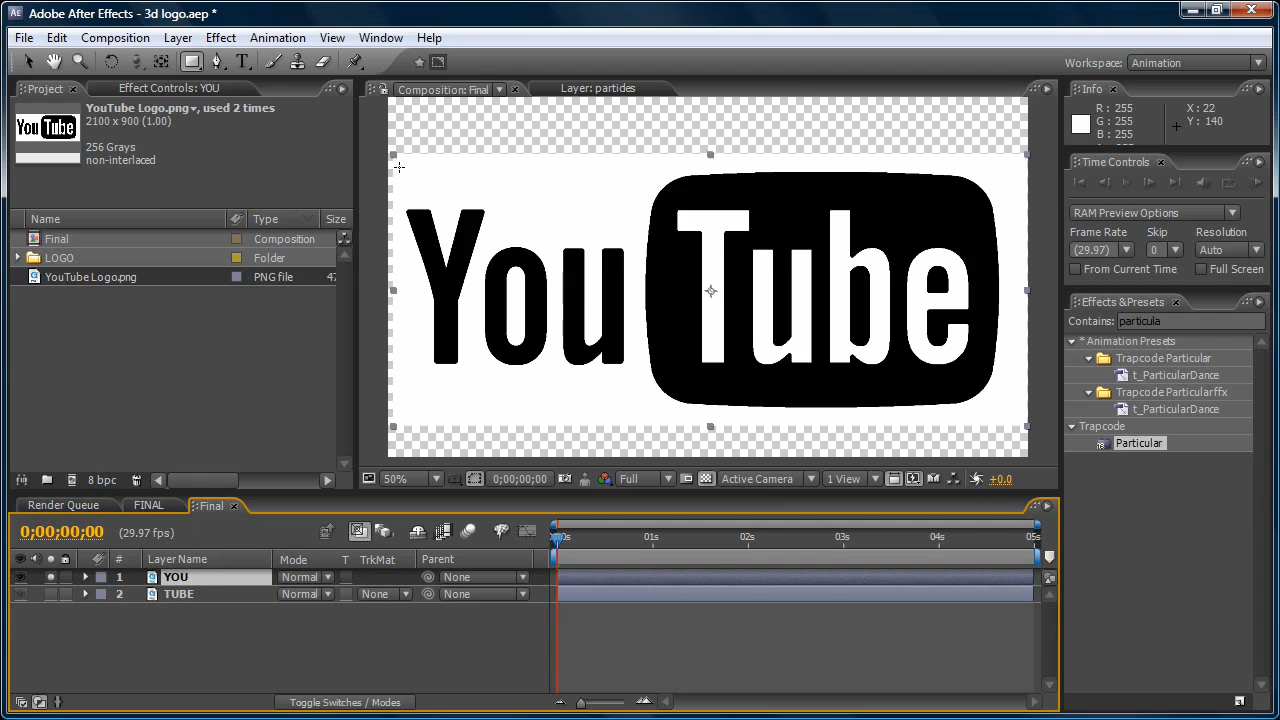 Adobe After Effects - 3d logo.aep *
File Edit Composition Layer Effect Animation View Window Help
Workspace: Animation
Project Effect Controls: YOU
Composition: Final Layer: partides
Info
YouTube Logo.png, used 2 times
2100 x 900 (1.00)
256 Grays
non-interlaced
R : 255
G : 255
B : 255
X : 22
Y : 140
You Tube
Time Controls
RAM Preview Options
Frame Rate Skip Resolution
(29.97) 0 Auto
From Current Time Full Screen
Name Type Size
Final Composition
LOGO Folder
YouTube Logo.png PNG file 47
You Tube
Effects & Presets
Contains: particula
* Animation Presets
Trapcode Particular
t_ParticularDance
Trapcode Particularffx
t_ParticularDance
Trapcode
Particular
8 bpc
50% 0;00;00;00 Full Active Camera 1 View +0.0
Render Queue FINAL Final
0;00;00;00 (29.97 fps)
:00s 01s 02s 03s 04s 05s
# Layer Name Mode T TrkMat Parent
1 YOU Normal None
2 TUBE Normal None None
Toggle Switches / Modes